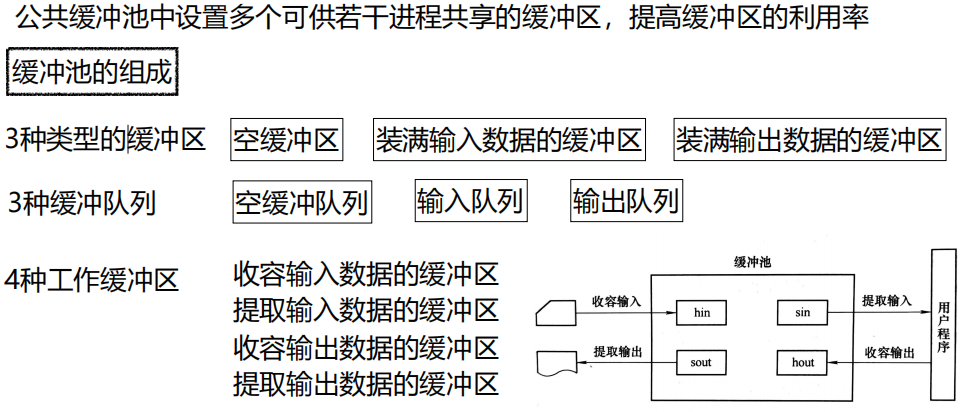 公共缓冲池中设置多个可供若干进程共享的缓冲区，提高缓冲区的利用率
缓冲池的组成
3种类型的缓冲区 空缓冲区 装满输入数据的缓冲区 装满输出数据的缓冲区
3种缓冲队列 空缓冲队列 输入队列 输出队列
4种工作缓冲区
收容输入数据的缓冲区
提取输入数据的缓冲区
收容输出数据的缓冲区
提取输出数据的缓冲区
缓冲池
收容输入 hin sin 提取输入
提取输出 sout hout 收容输出
用户程序